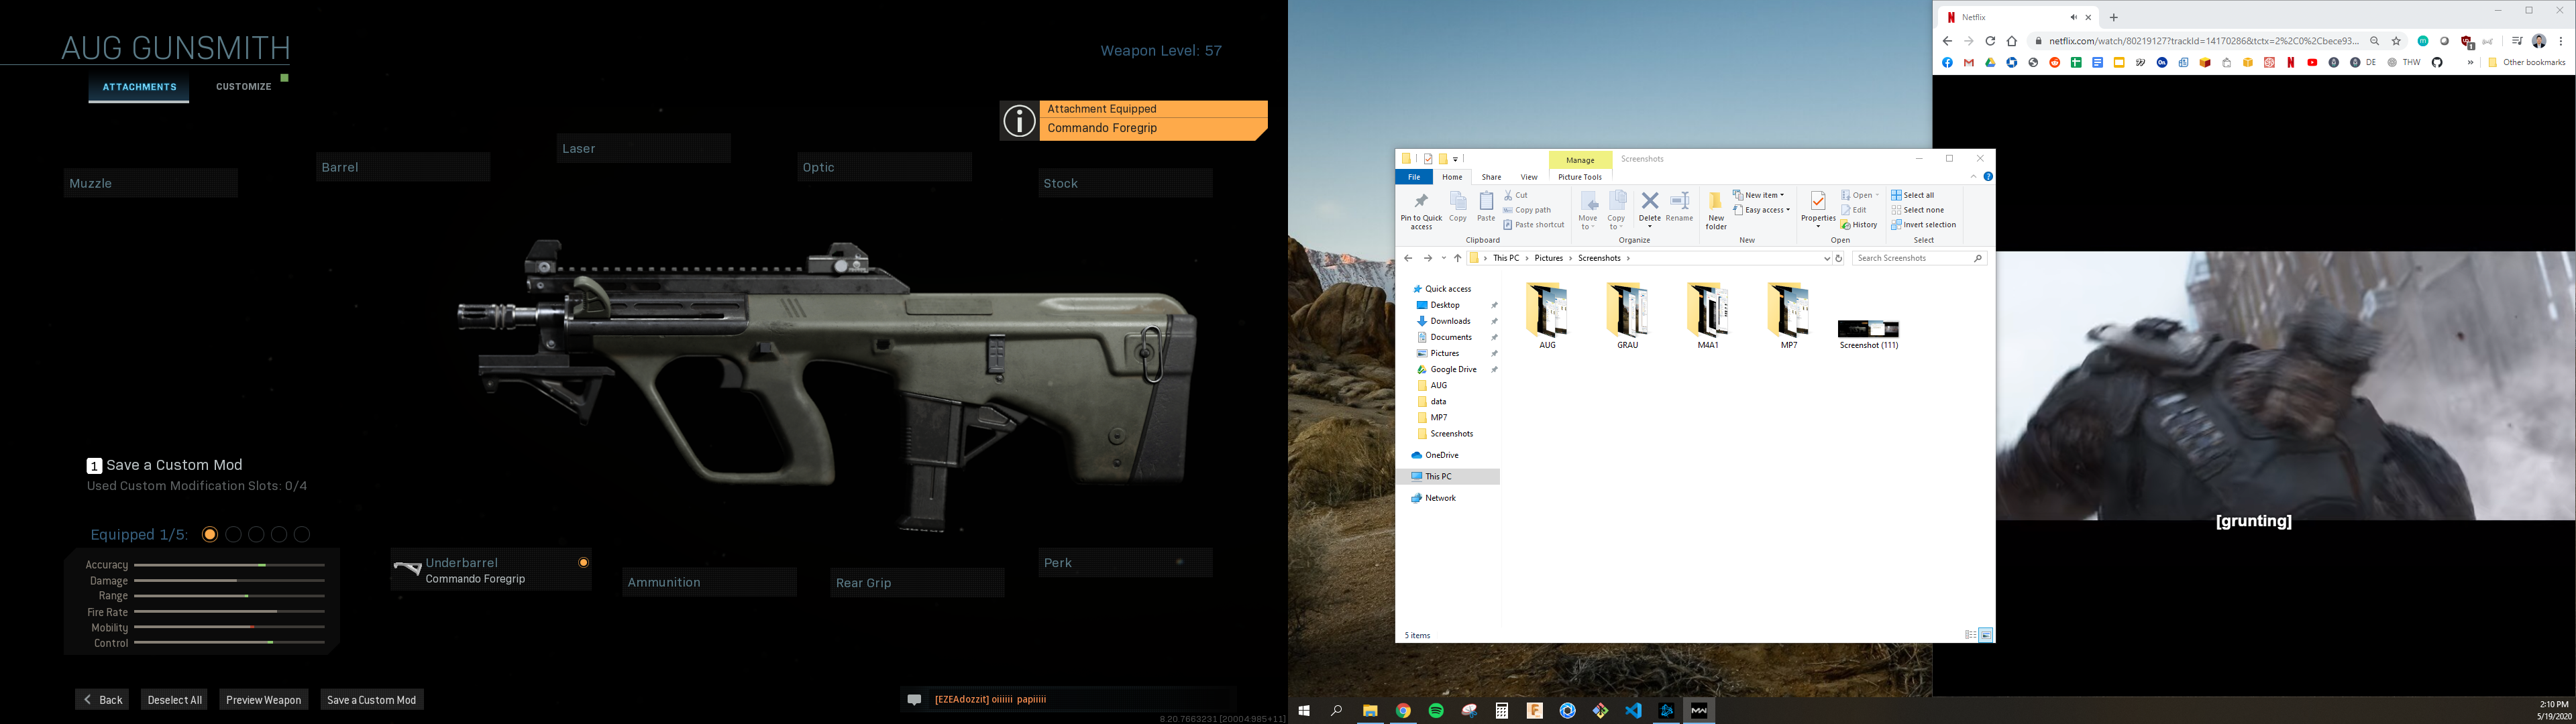 AUG GUNSMITH
Weapon Level: 57
ATTACHMENTS
CUSTOMIZE
Attachment Equipped
Commando Foregrip
Muzzle
Barrel
Laser
Optic
Stock
1 Save a Custom Mod
Used Custom Modification Slots: 0/4
Equipped 1/5:
Accuracy
Damage
Range
Fire Rate
Mobility
Control
Underbarrel
Commando Foregrip
Ammunition
Rear Grip
Perk
Back
Deselect All
Preview Weapon
Save a Custom Mod
[EZEAdozzit] oiiiiii papiiiii
8.20.7663231 [20004:985+11]
Manage
Screenshots
File
Home
Share
View
Picture Tools
Pin to Quick access
Copy
Paste
Cut
Copy path
Paste shortcut
Clipboard
Move to
Copy to
Delete
Rename
Organize
New folder
New item
Easy access
New
Properties
Open
Edit
History
Open
Select all
Select none
Invert selection
Select
This PC
Pictures
Screenshots
Search Screenshots
Quick access
Desktop
Downloads
Documents
Pictures
Google Drive
AUG
data
MP7
Screenshots
OneDrive
This PC
Network
AUG
GRAU
M4A1
MP7
Screenshot (111)
5 items
Netflix
netflix.com/watch/80219127?trackId=14170286&tctx=2%2C0%2Cbece93...
DE
THW
Other bookmarks
[grunting]
2:10 PM
5/19/2020